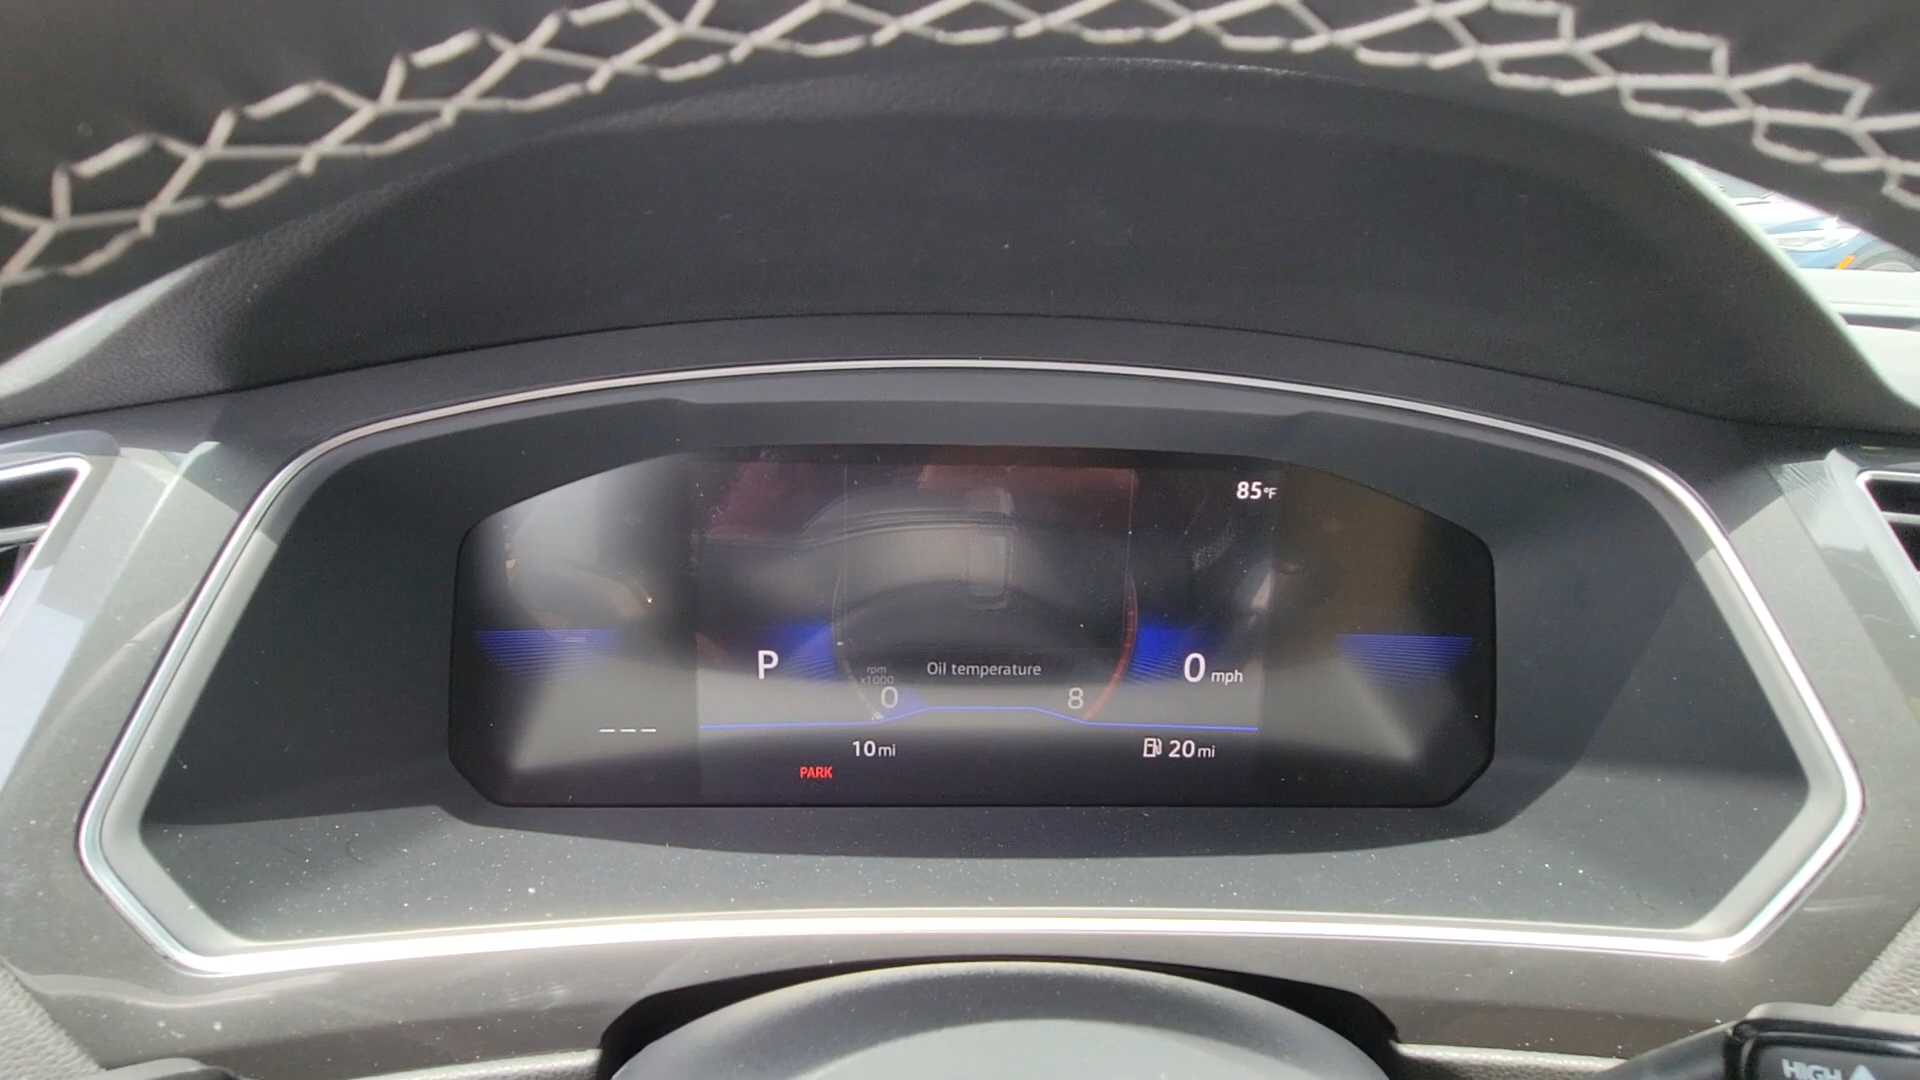 85°F
P
rpm
x1000
Oil temperature
0 mph
0
8
---
10 mi
20 mi
PARK
HIGH